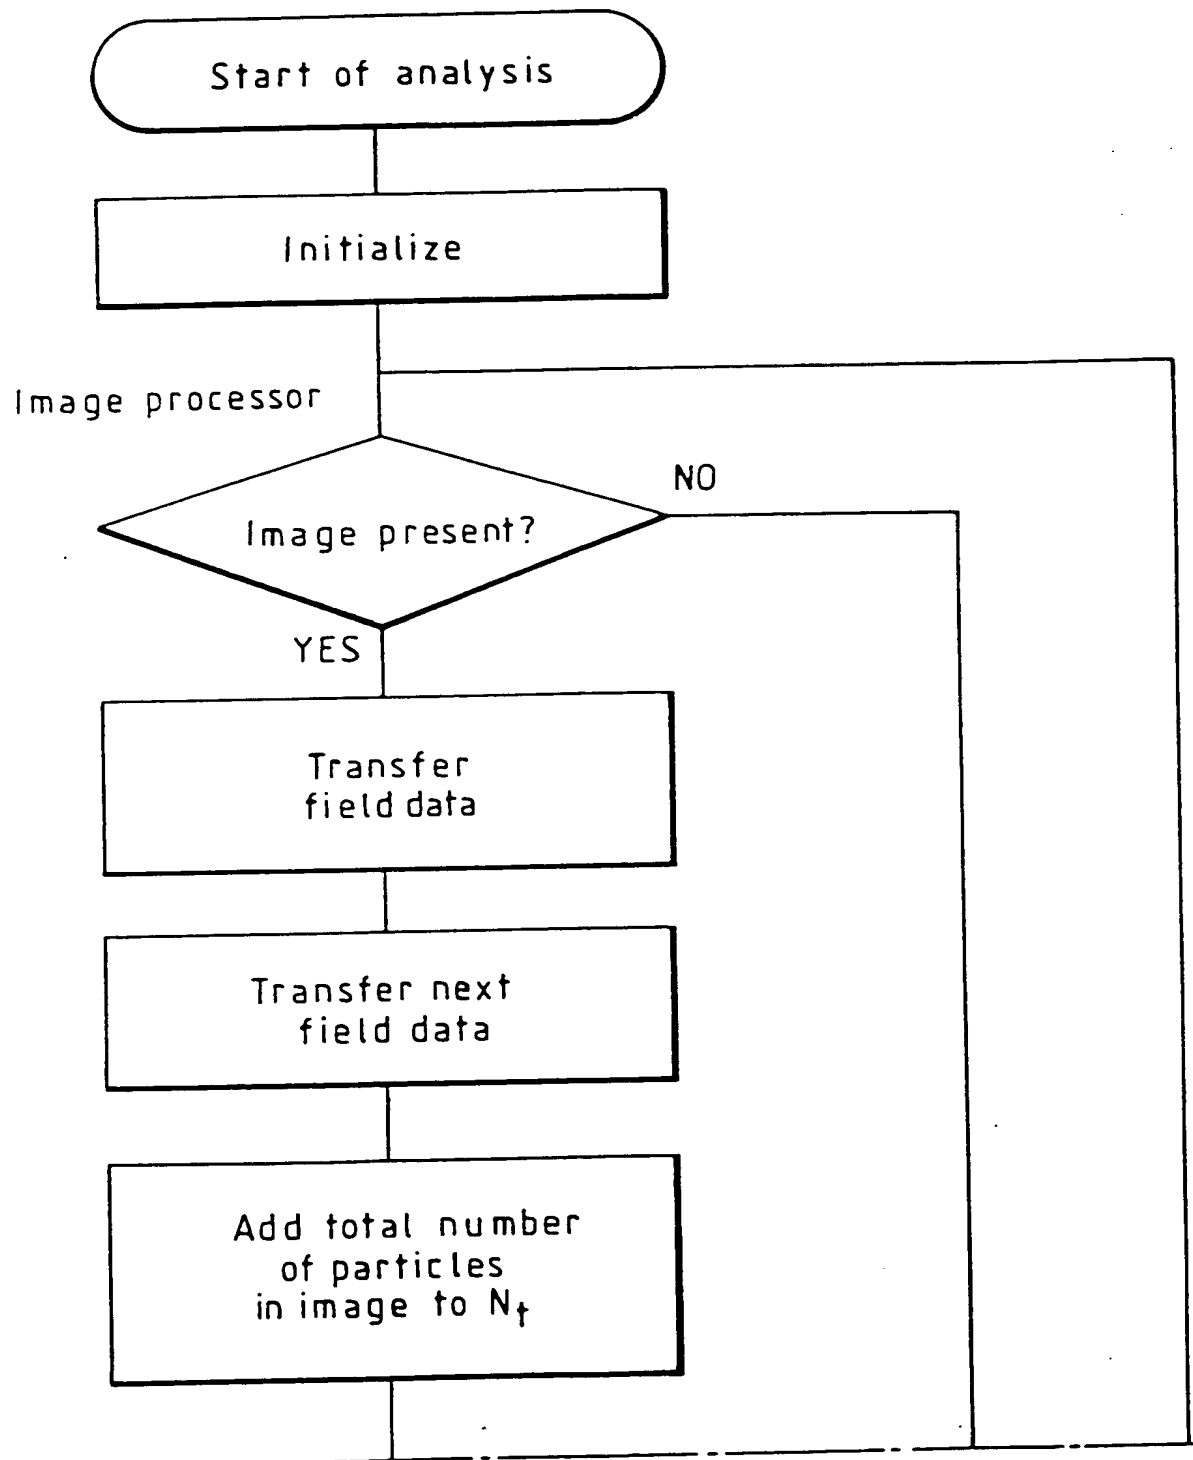 Start of analysis
Initialize
Image processor
Image present?
NO
YES
Transfer
field data
Transfer next
field data
Add total number
of particles
in image to Nt